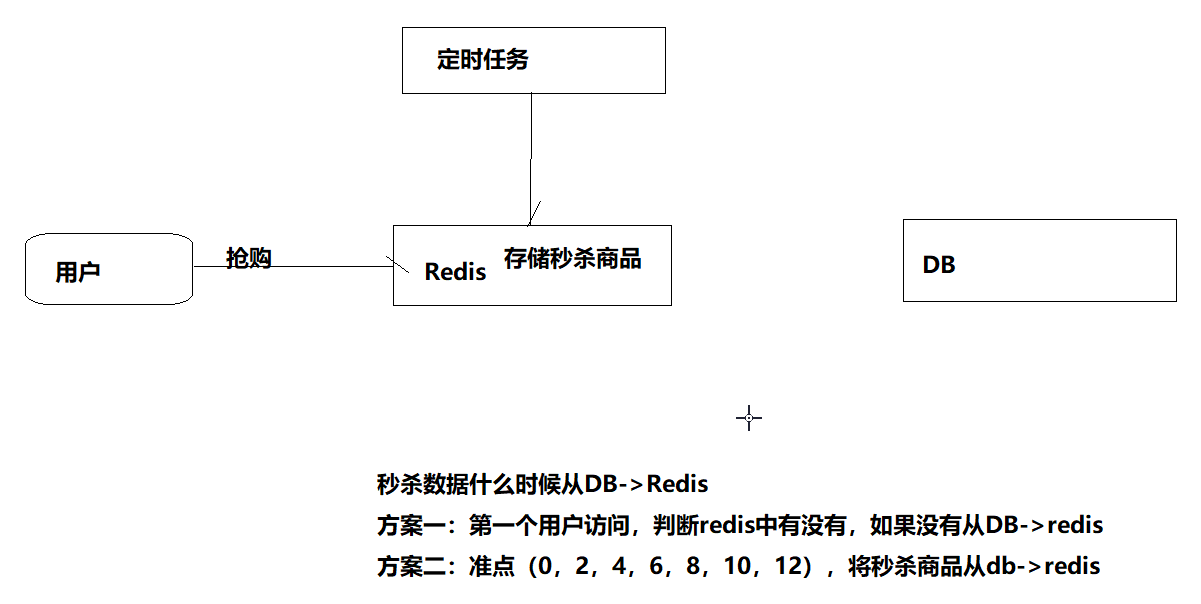 定时任务
用户
抢购
Redis
存储秒杀商品
DB
秒杀数据什么时候从DB->Redis
方案一：第一个用户访问，判断redis中有没有，如果没有从DB->redis
方案二：准点（0，2，4，6，8，10，12），将秒杀商品从db->redis